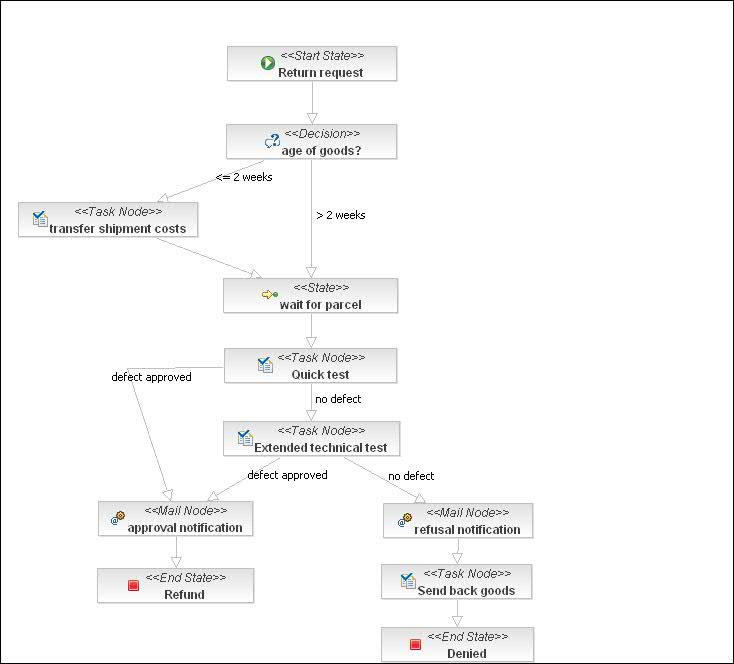 <<Start State>>
Return request
<<Decision>>
age of goods?
<= 2 weeks
<<Task Node>>
transfer shipment costs
> 2 weeks
<<State>>
wait for parcel
<<Task Node>>
Quick test
defect approved
no defect
<<Task Node>>
Extended technical test
defect approved
no defect
<<Mail Node>>
approval notification
<<Mail Node>>
refusal notification
<<End State>>
Refund
<<Task Node>>
Send back goods
<<End State>>
Denied